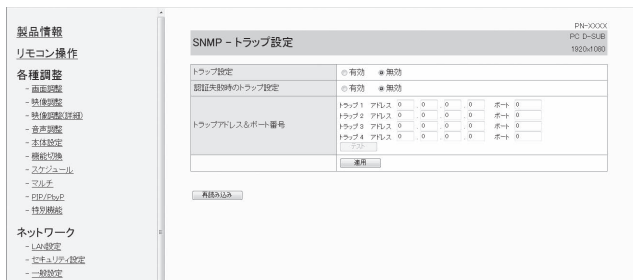 製品情報
リモコン操作
各種調整
- 画面調整
- 映像調整
- 映像調整(詳細)
- 音声調整
- 本体設定
- 機能切換
- スケジュール
- マルチ
- PIP/PbyP
- 特別機能
ネットワーク
- LAN設定
- セキュリティ設定
- 一般設定
PN-XXXX
SNMP - トラップ設定
PC D-SUB
1920x1080
トラップ設定 有効 無効
認証失敗時のトラップ設定 有効 無効
トラップアドレス&ポート番号
トラップ1 アドレス 0 . 0 . 0 . 0 ポート 0
トラップ2 アドレス 0 . 0 . 0 . 0 ポート 0
トラップ3 アドレス 0 . 0 . 0 . 0 ポート 0
トラップ4 アドレス 0 . 0 . 0 . 0 ポート 0
テスト
適用
再読み込み